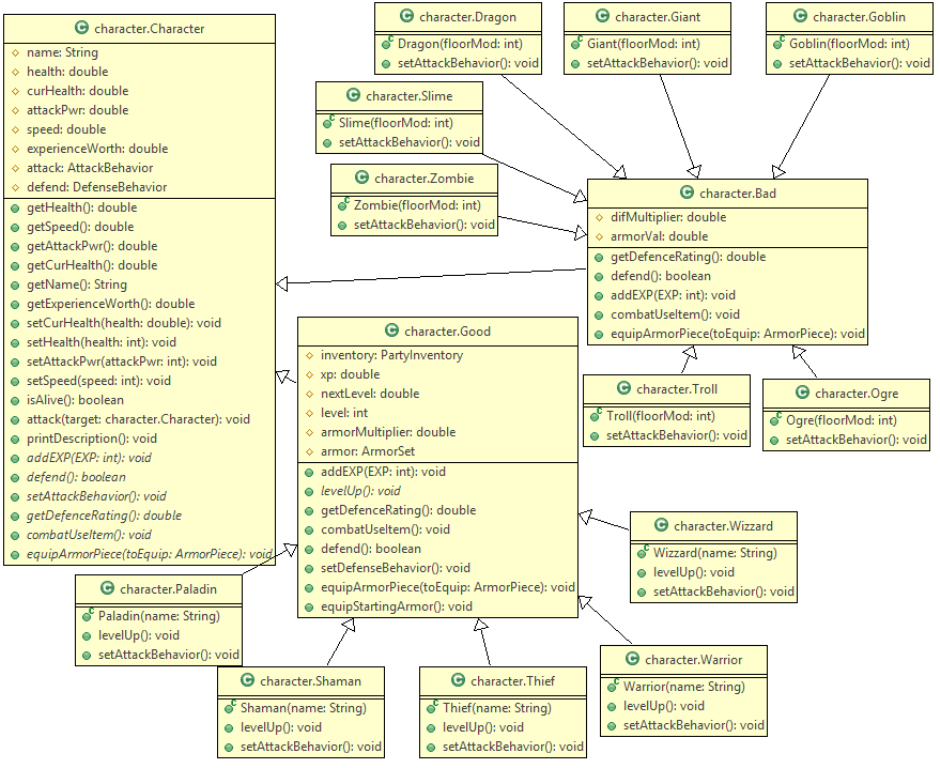 character.Character
name: String
health: double
curHealth: double
attackPwr: double
speed: double
experienceWorth: double
attack: AttackBehavior
defend: DefenseBehavior
getHealth(): double
getSpeed(): double
getAttackPwr(): double
getCurHealth(): double
getName(): String
getExperienceWorth(): double
setCurHealth(health: double): void
setHealth(health: int): void
setAttackPwr(attackPwr: int): void
setSpeed(speed: int): void
isAlive(): boolean
attack(target: character.Character): void
printDescription(): void
addEXP(EXP: int): void
defend(): boolean
setAttackBehavior(): void
getDefenceRating(): double
combatUseItem(): void
equipArmorPiece(toEquip: ArmorPiece): void
character.Dragon
Dragon(floorMod: int)
setAttackBehavior(): void
character.Giant
Giant(floorMod: int)
setAttackBehavior(): void
character.Goblin
Goblin(floorMod: int)
setAttackBehavior(): void
character.Slime
Slime(floorMod: int)
setAttackBehavior(): void
character.Zombie
Zombie(floorMod: int)
setAttackBehavior(): void
character.Bad
difMultiplier: double
armorVal: double
getDefenceRating(): double
defend(): boolean
addEXP(EXP: int): void
combatUseItem(): void
equipArmorPiece(toEquip: ArmorPiece): void
character.Good
inventory: PartyInventory
xp: double
nextLevel: double
level: int
armorMultiplier: double
armor: ArmorSet
addEXP(EXP: int): void
levelUp(): void
getDefenceRating(): double
combatUseItem(): void
defend(): boolean
setDefenseBehavior(): void
equipArmorPiece(toEquip: ArmorPiece): void
equipStartingArmor(): void
character.Troll
Troll(floorMod: int)
setAttackBehavior(): void
character.Ogre
Ogre(floorMod: int)
setAttackBehavior(): void
character.Wizzard
Wizzard(name: String)
levelUp(): void
setAttackBehavior(): void
character.Paladin
Paladin(name: String)
levelUp(): void
setAttackBehavior(): void
character.Shaman
Shaman(name: String)
levelUp(): void
setAttackBehavior(): void
character.Thief
Thief(name: String)
levelUp(): void
setAttackBehavior(): void
character.Warrior
Warrior(name: String)
levelUp(): void
setAttackBehavior(): void